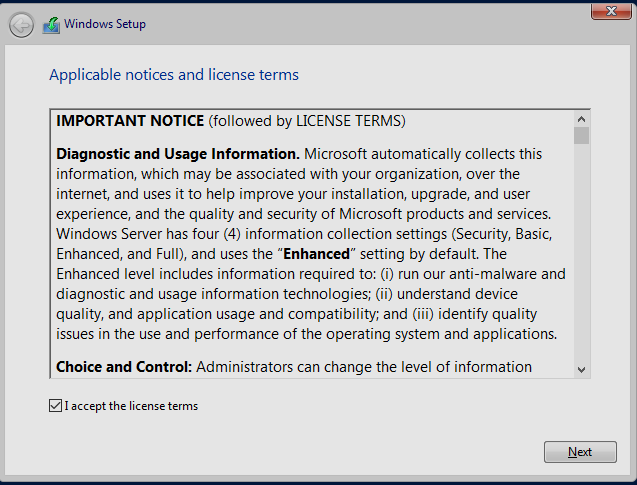 Windows Setup
Applicable notices and license terms
IMPORTANT NOTICE (followed by LICENSE TERMS)
Diagnostic and Usage Information. Microsoft automatically collects this
information, which may be associated with your organization, over the
internet, and uses it to help improve your installation, upgrade, and user
experience, and the quality and security of Microsoft products and services.
Windows Server has four (4) information collection settings (Security, Basic,
Enhanced, and Full), and uses the “Enhanced” setting by default. The
Enhanced level includes information required to: (i) run our anti-malware and
diagnostic and usage information technologies; (ii) understand device
quality, and application usage and compatibility; and (iii) identify quality
issues in the use and performance of the operating system and applications.
Choice and Control: Administrators can change the level of information
I accept the license terms
Next